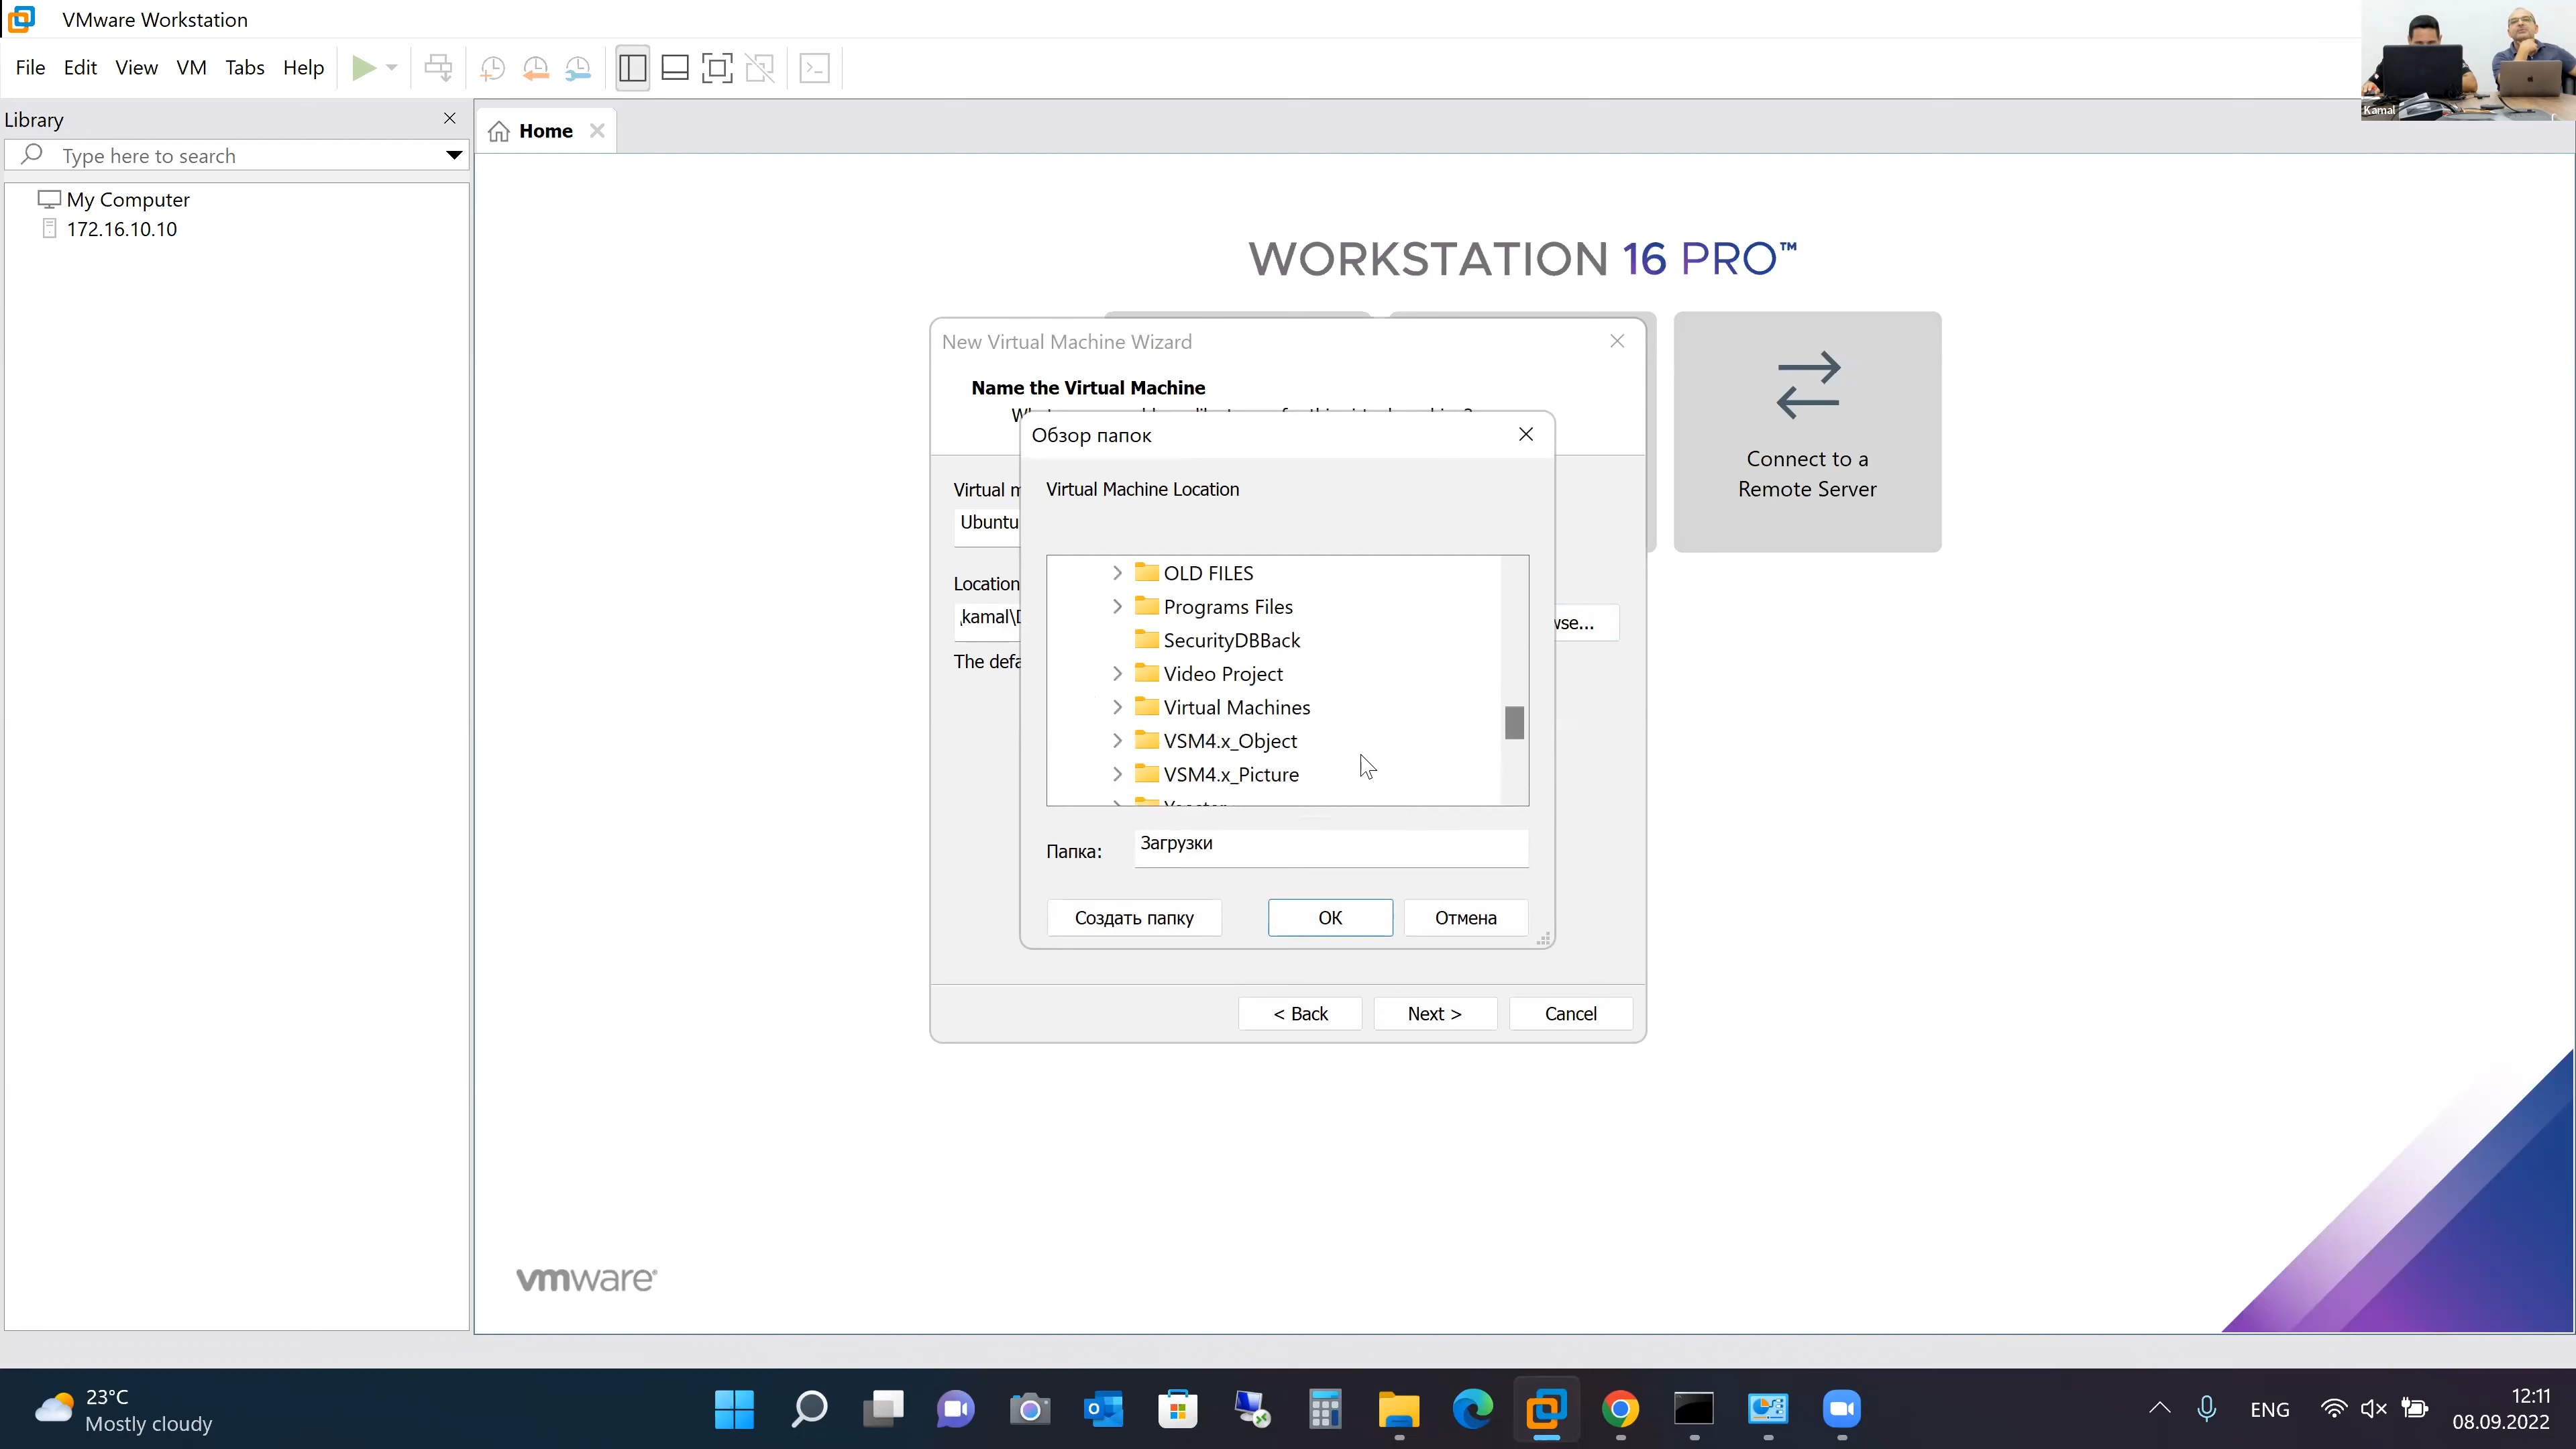 VMware Workstation
File Edit View VM Tabs Help
Kamal
Library
Type here to search
My Computer
172.16.10.10
Home
WORKSTATION 16 PRO™
Connect to a
Remote Server
New Virtual Machine Wizard
Name the Virtual Machine
Обзор папок
Virtual Machine Location
Virtual
Ubuntu
Location
kamal\
The
OLD FILES
Programs Files
SecurityDBBack
Video Project
Virtual Machines
VSM4.x_Object
VSM4.x_Picture
Папка: Загрузки
Создать папку ОК Отмена
< Back Next > Cancel
vmware
23°C
Mostly cloudy
ENG
12:11
08.09.2022